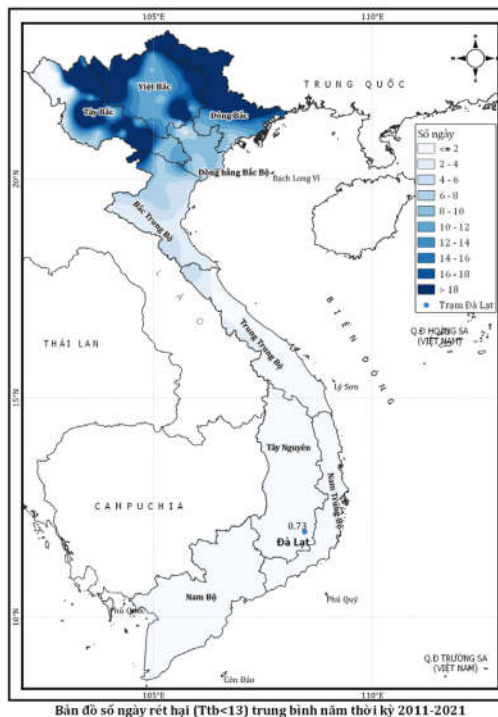 105°E
110°E
TRUNG QUỐC
Việt Bắc
Tây Bắc
Đông Bắc
Số ngày
<= 2
2 - 4
4 - 6
6 - 8
8 - 10
10 - 12
12 - 14
14 - 16
16 - 18
> 18
Trạm Đà Lạt
20°N
Đồng bằng Bắc Bộ
Bạch Long Vĩ
Bắc Trung Bộ
LÀO
BIỂN ĐÔNG
Q.Đ HOÀNG SA
(VIỆT NAM)
THÁI LAN
Trung Trung Bộ
Lý Sơn
15°N
Tây Nguyên
Nam Trung Bộ
CAMPUCHIA
0.73
Đà Lạt
Nam Bộ
Phú Quốc
Phú Quý
10°N
Q.Đ TRƯỜNG SA
(VIỆT NAM)
Côn Đảo
105°E
110°E
Bản đồ số ngày rét hại (Ttb<13) trung bình năm thời kỳ 2011-2021